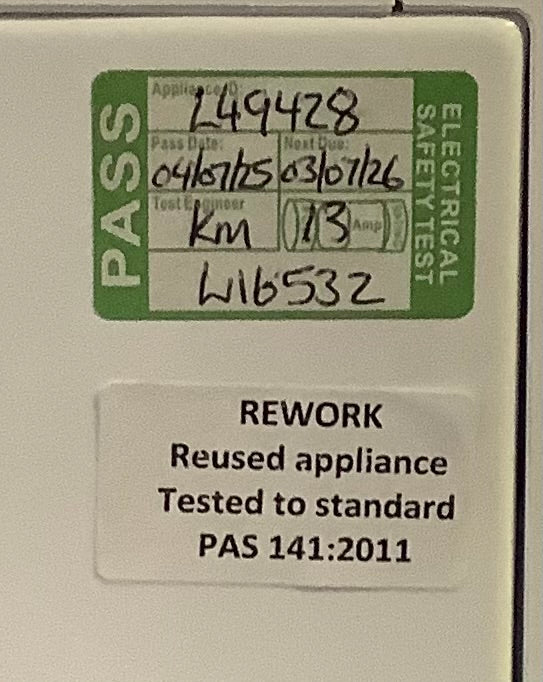 PASS
Appliance ID:
L49428
Pass Date:
Next Due:
04/07/25
03/07/26
Test Engineer
KM
13
Amp
W16532
ELECTRICAL
SAFETY TEST
REWORK
Reused appliance
Tested to standard
PAS 141:2011